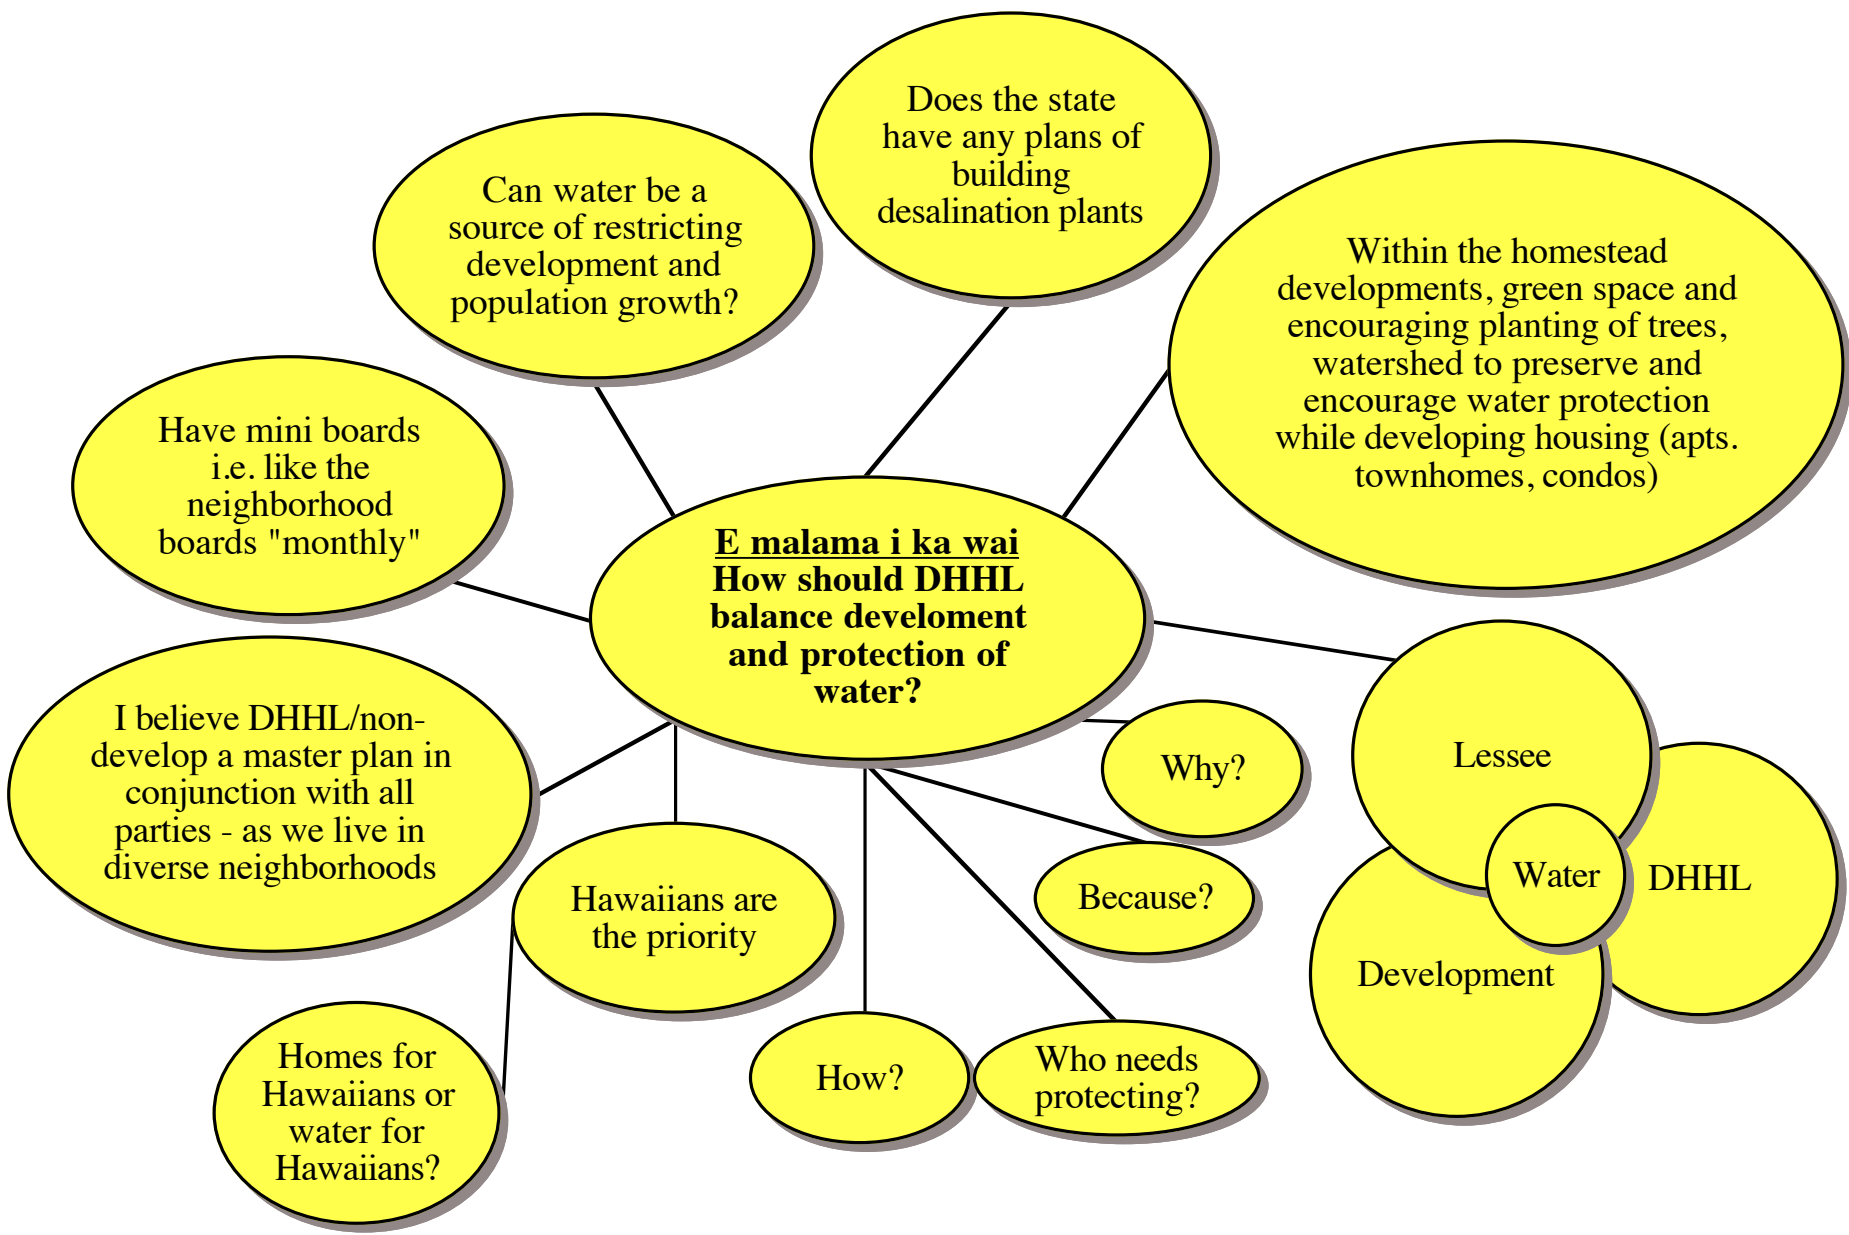 Does the state
have any plans of
building
desalination plants
Can water be a
source of restricting
development and
population growth?
Within the homestead
developments, green space and
encouraging planting of trees,
watershed to preserve and
encourage water protection
while developing housing (apts.
townhomes, condos)
Have mini boards
i.e. like the
neighborhood
boards "monthly"
E malama i ka wai
How should DHHL
balance develoment
and protection of
water?
I believe DHHL/non-
develop a master plan in
conjunction with all
parties - as we live in
diverse neighborhoods
Why?
Lessee
Water
DHHL
Development
Because?
Hawaiians are
the priority
How?
Who needs
protecting?
Homes for
Hawaiians or
water for
Hawaiians?